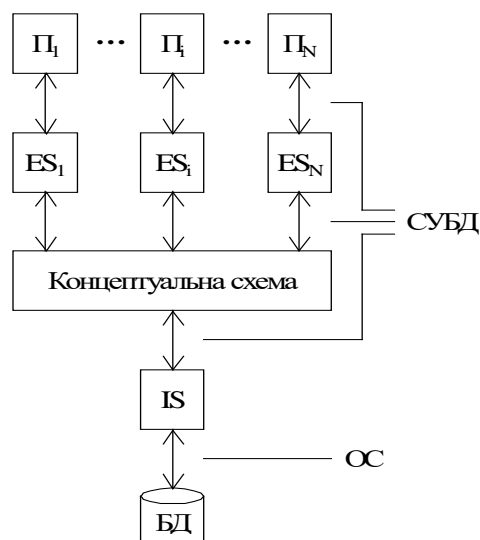 П1 ... Пi ... ПN
ES1 ESi ESN
СУБД
Концептуальна схема
IS
ОС
БД